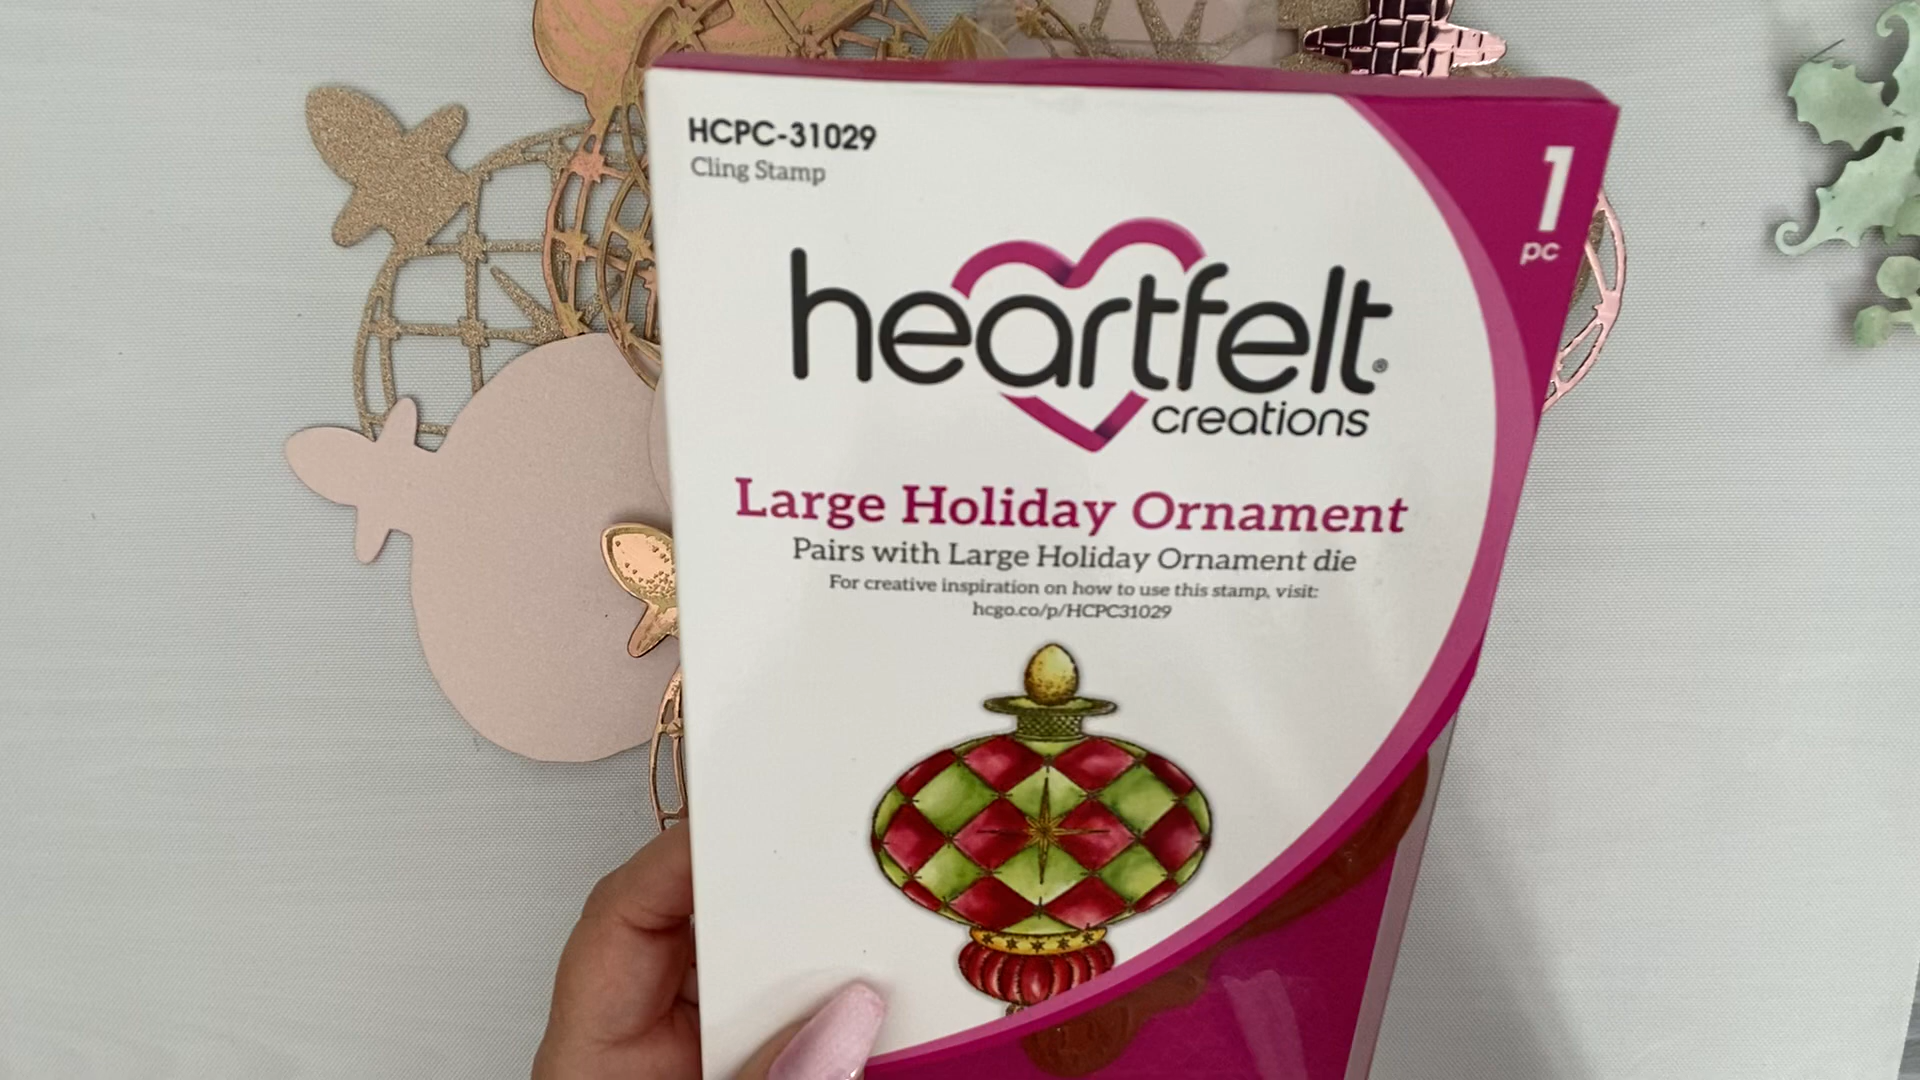 HCPC-31029
Cling Stamp
1
pc
heartfelt®
creations
Large Holiday Ornament
Pairs with Large Holiday Ornament die
For creative inspiration on how to use this stamp, visit:
hcgo.co/p/HCPC31029